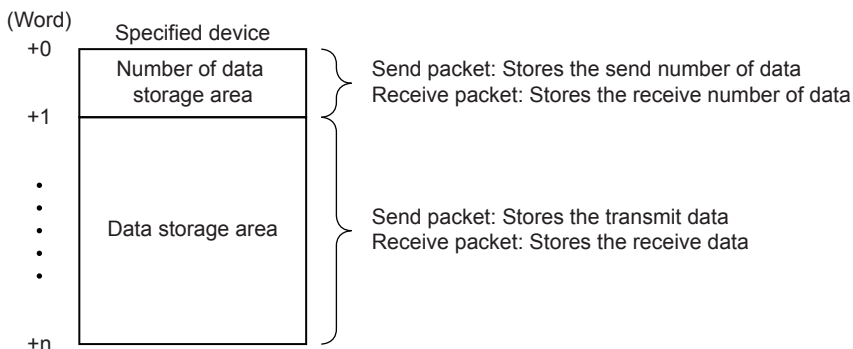 (Word)
Specified device
+0
Number of data
storage area
Send packet: Stores the send number of data
Receive packet: Stores the receive number of data
+1
Data storage area
Send packet: Stores the transmit data
Receive packet: Stores the receive data
+n